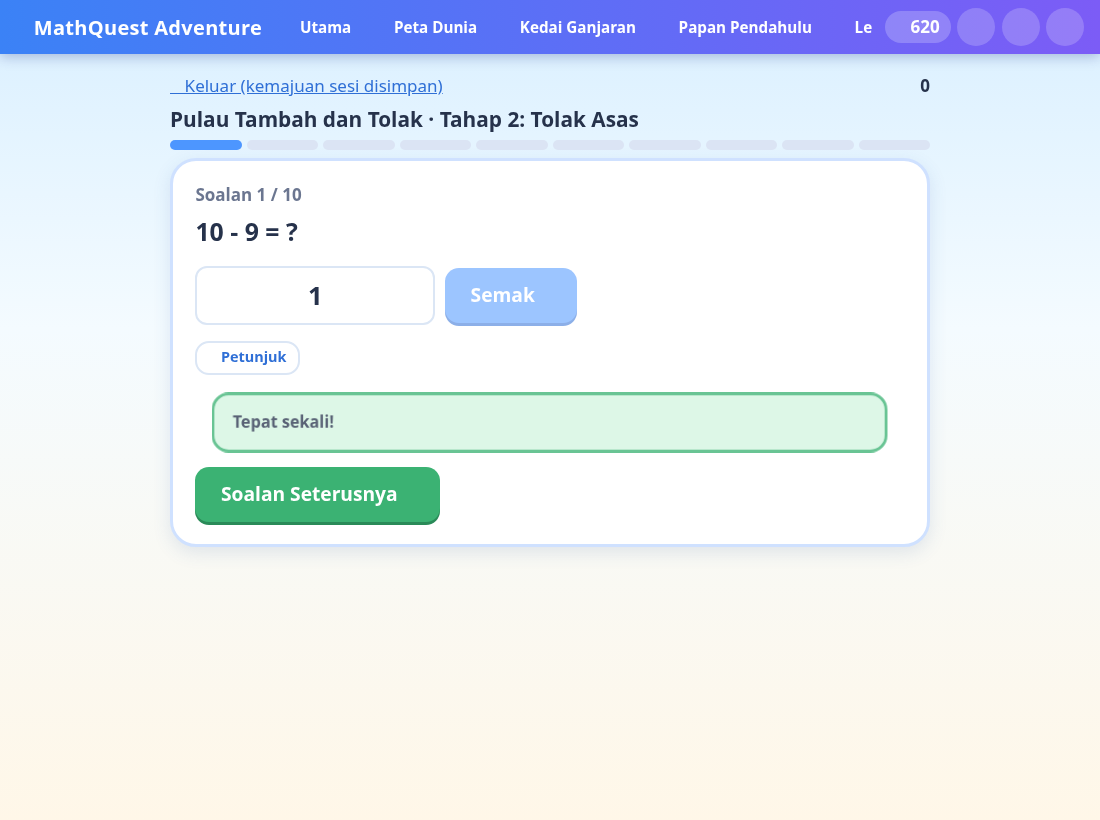 MathQuest Adventure Utama Peta Dunia Kedai Ganjaran Papan Pendahulu Le 620
Keluar (kemajuan sesi disimpan) 0
Pulau Tambah dan Tolak · Tahap 2: Tolak Asas
Soalan 1 / 10
10 - 9 = ?
1 Semak
Petunjuk
Tepat sekali!
Soalan Seterusnya